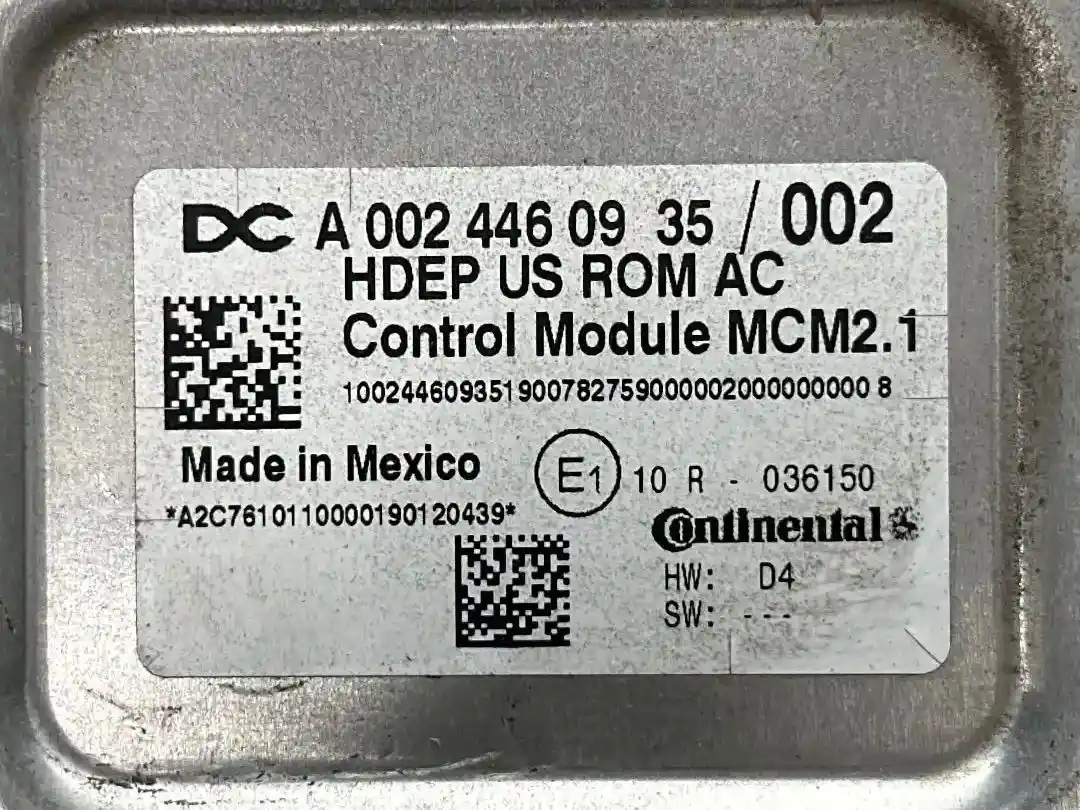 DC A 002 446 09 35 / 002
HDEP US ROM AC
Control Module MCM2.1
10024460935190078275900000200000000 8
Made in Mexico
E1 10 R - 036150
*A2C7610110000190120439*
Continental
HW: D4
SW: ---